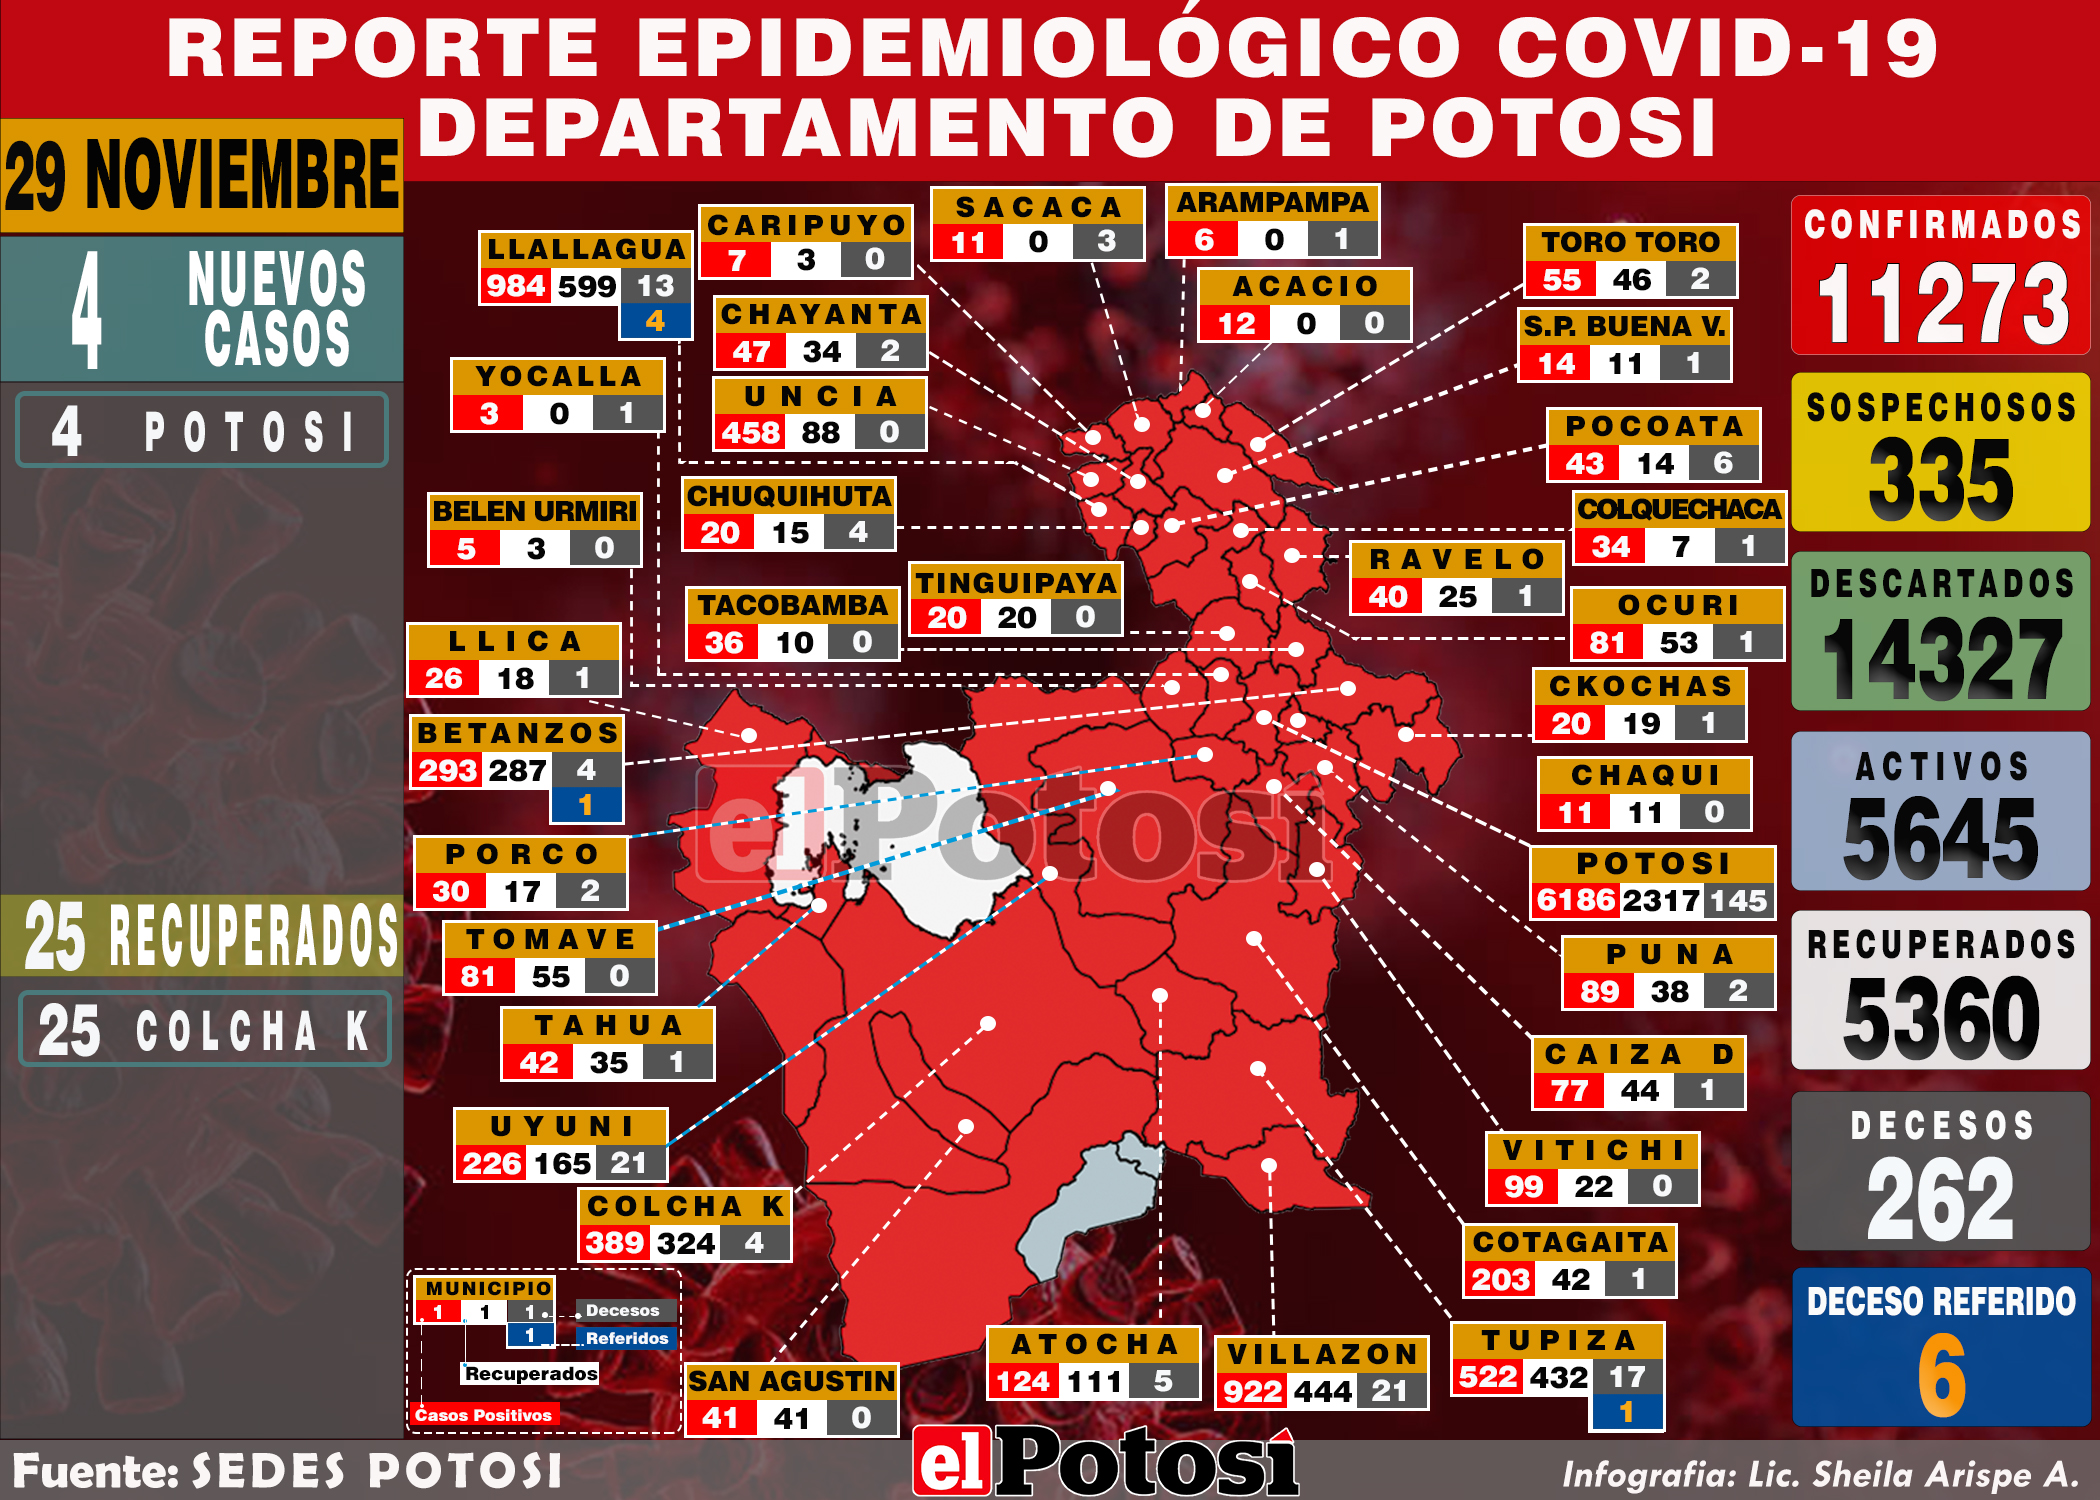 REPORTE EPIDEMIOLÓGICO COVID-19
DEPARTAMENTO DE POTOSI
29 NOVIEMBRE
4 NUEVOS
CASOS
4 POTOSI
25 RECUPERADOS
25 COLCHA K
LLALLAGUA
984 599 13
4
CARIPUYO
7 3 0
SACACA
11 0 3
ARAMPAMPA
6 0 1
ACACIO
12 0 0
CHAYANTA
47 34 2
UNCIA
458 88 0
YOCALLA
3 0 1
BELEN URMIRI
5 3 0
CHUQUIHUTA
20 15 4
TINGUIPAYA
20 20 0
TACOBAMBA
36 10 0
LLICA
26 18 1
BETANZOS
293 287 4
1
PORCO
30 17 2
TOMAVE
81 55 0
TAHUA
42 35 1
UYUNI
226 165 21
COLCHA K
389 324 4
SAN AGUSTIN
41 41 0
ATOCHA
124 111 5
VILLAZON
922 444 21
TUPIZA
522 432 17
1
COTAGAITA
203 42 1
VITICHI
99 22 0
CAIZA D
77 44 1
PUNA
89 38 2
POTOSI
6186 2317 145
CHAQUI
11 11 0
CKOCHAS
20 19 1
OCURI
81 53 1
RAVELO
40 25 1
COLQUECHACA
34 7 1
POCOATA
43 14 6
S.P. BUENA V.
14 11 1
TORO TORO
55 46 2
el Potosí
MUNICIPIO
1 1 1 Decesos
1 Referidos
Recuperados
Casos Positivos
CONFIRMADOS
11273
SOSPECHOSOS
335
DESCARTADOS
14327
ACTIVOS
5645
RECUPERADOS
5360
DECESOS
262
DECESO REFERIDO
6
Fuente: SEDES POTOSI
el Potosí
Infografia: Lic. Sheila Arispe A.